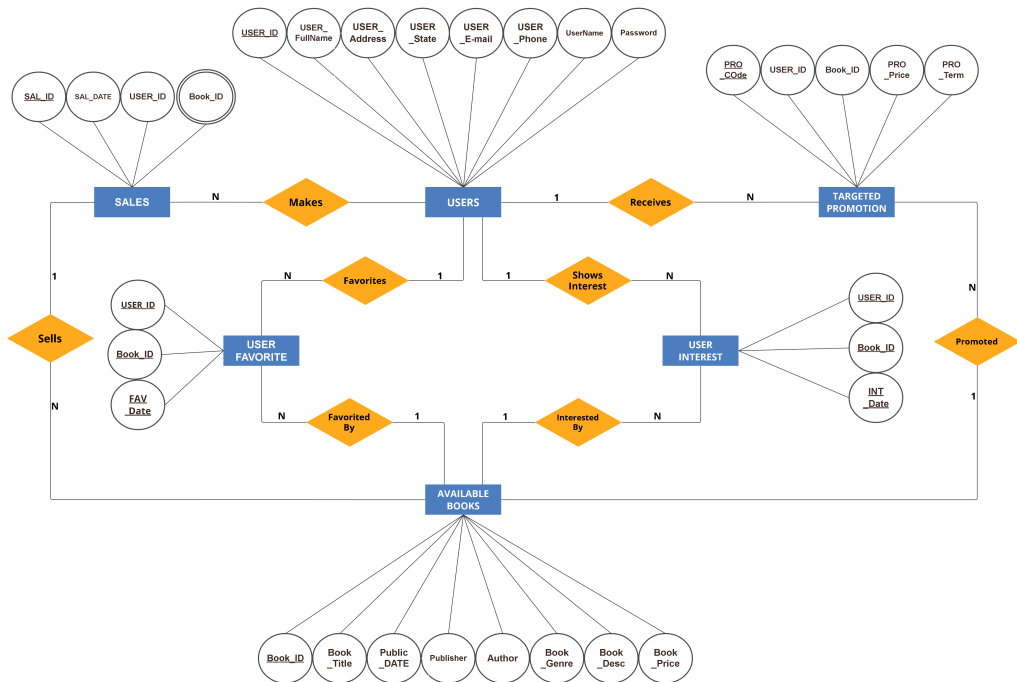 USER_ID
USER_
FullName
USER_
Address
USER
_State
USER
_E-mail
USER
_Phone
UserName
Password
PRO
_COde
USER_ID
Book_ID
PRO
_Price
PRO
_Term
SAL_ID
SAL_DATE
USER_ID
Book_ID
SALES
N
Makes
USERS
1
Receives
N
TARGETED
PROMOTION
1
N
Favorites
1
1
Shows
Interest
N
N
USER_ID
Book_ID
FAV
_Date
Sells
USER
FAVORITE
USER
INTEREST
USER_ID
Book_ID
INT
_Date
Promoted
N
N
Favorited
By
1
1
Interested
By
N
1
AVAILABLE
BOOKS
Book_ID
Book
_Title
Public
_DATE
Publisher
Author
Book
_Genre
Book
_Desc
Book
_Price